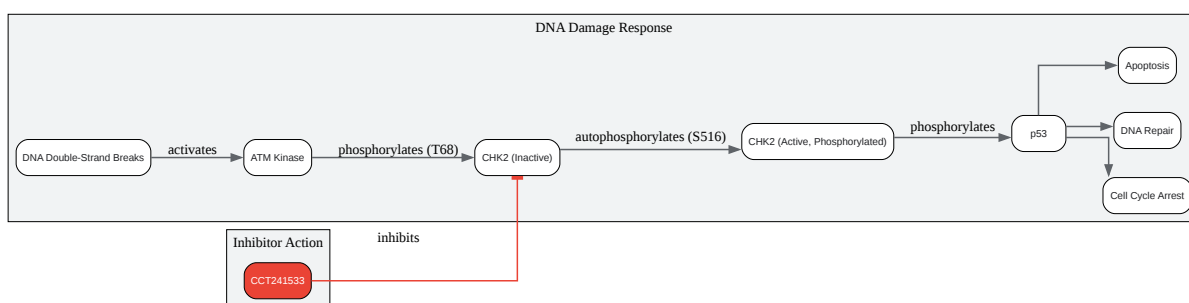 DNA Damage Response
Apoptosis
DNA Double-Strand Breaks
activates
ATM Kinase
phosphorylates (T68)
CHK2 (Inactive)
autophosphorylates (S516)
CHK2 (Active, Phosphorylated)
phosphorylates
p53
DNA Repair
Cell Cycle Arrest
Inhibitor Action
inhibits
CCT241533